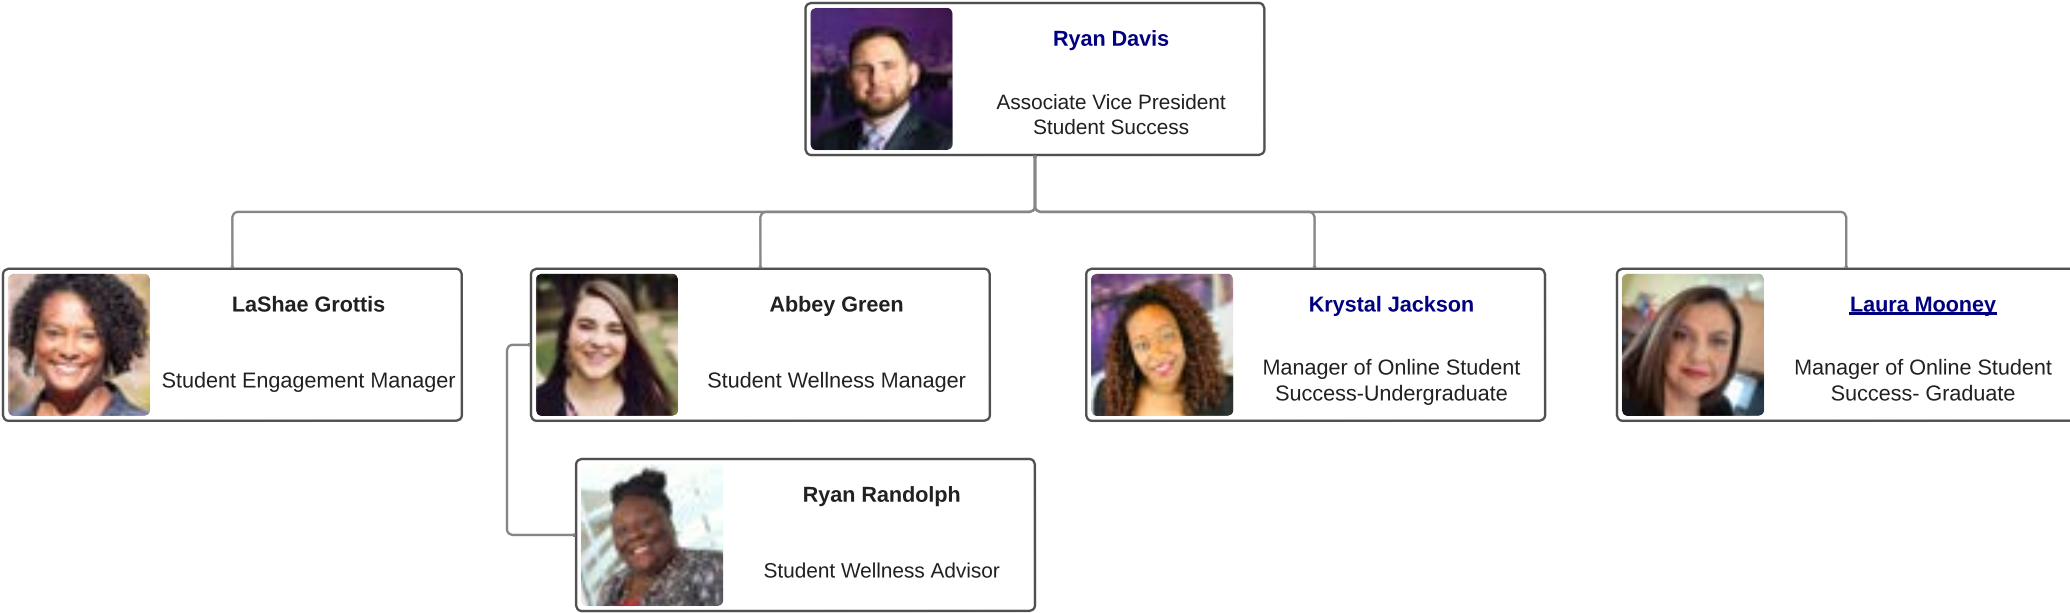 Ryan Davis
Associate Vice President
Student Success
LaShae Grottis
Student Engagement Manager
Abbey Green
Student Wellness Manager
Krystal Jackson
Manager of Online Student
Success-Undergraduate
Laura Mooney
Manager of Online Student
Success- Graduate
Ryan Randolph
Student Wellness Advisor